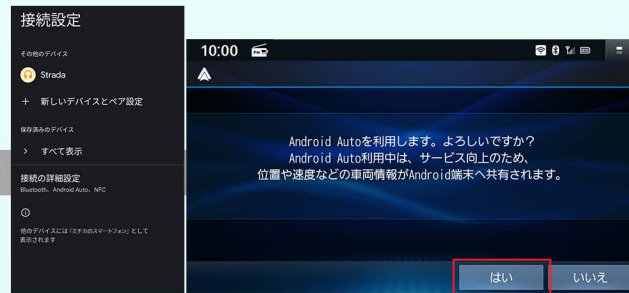 接続設定
その他のデバイス
Strada
+ 新しいデバイスとペア設定
保存済みのデバイス
> すべて表示
接続の詳細設定
Bluetooth、Android Auto、NFC
他のデバイスには「ミチカのスマートフォン」として
表示されます
10:00
Android Autoを利用します。よろしいですか？
Android Auto利用中は、サービス向上のため、
位置や速度などの車両情報がAndroid端末へ共有されます。
はい
いいえ